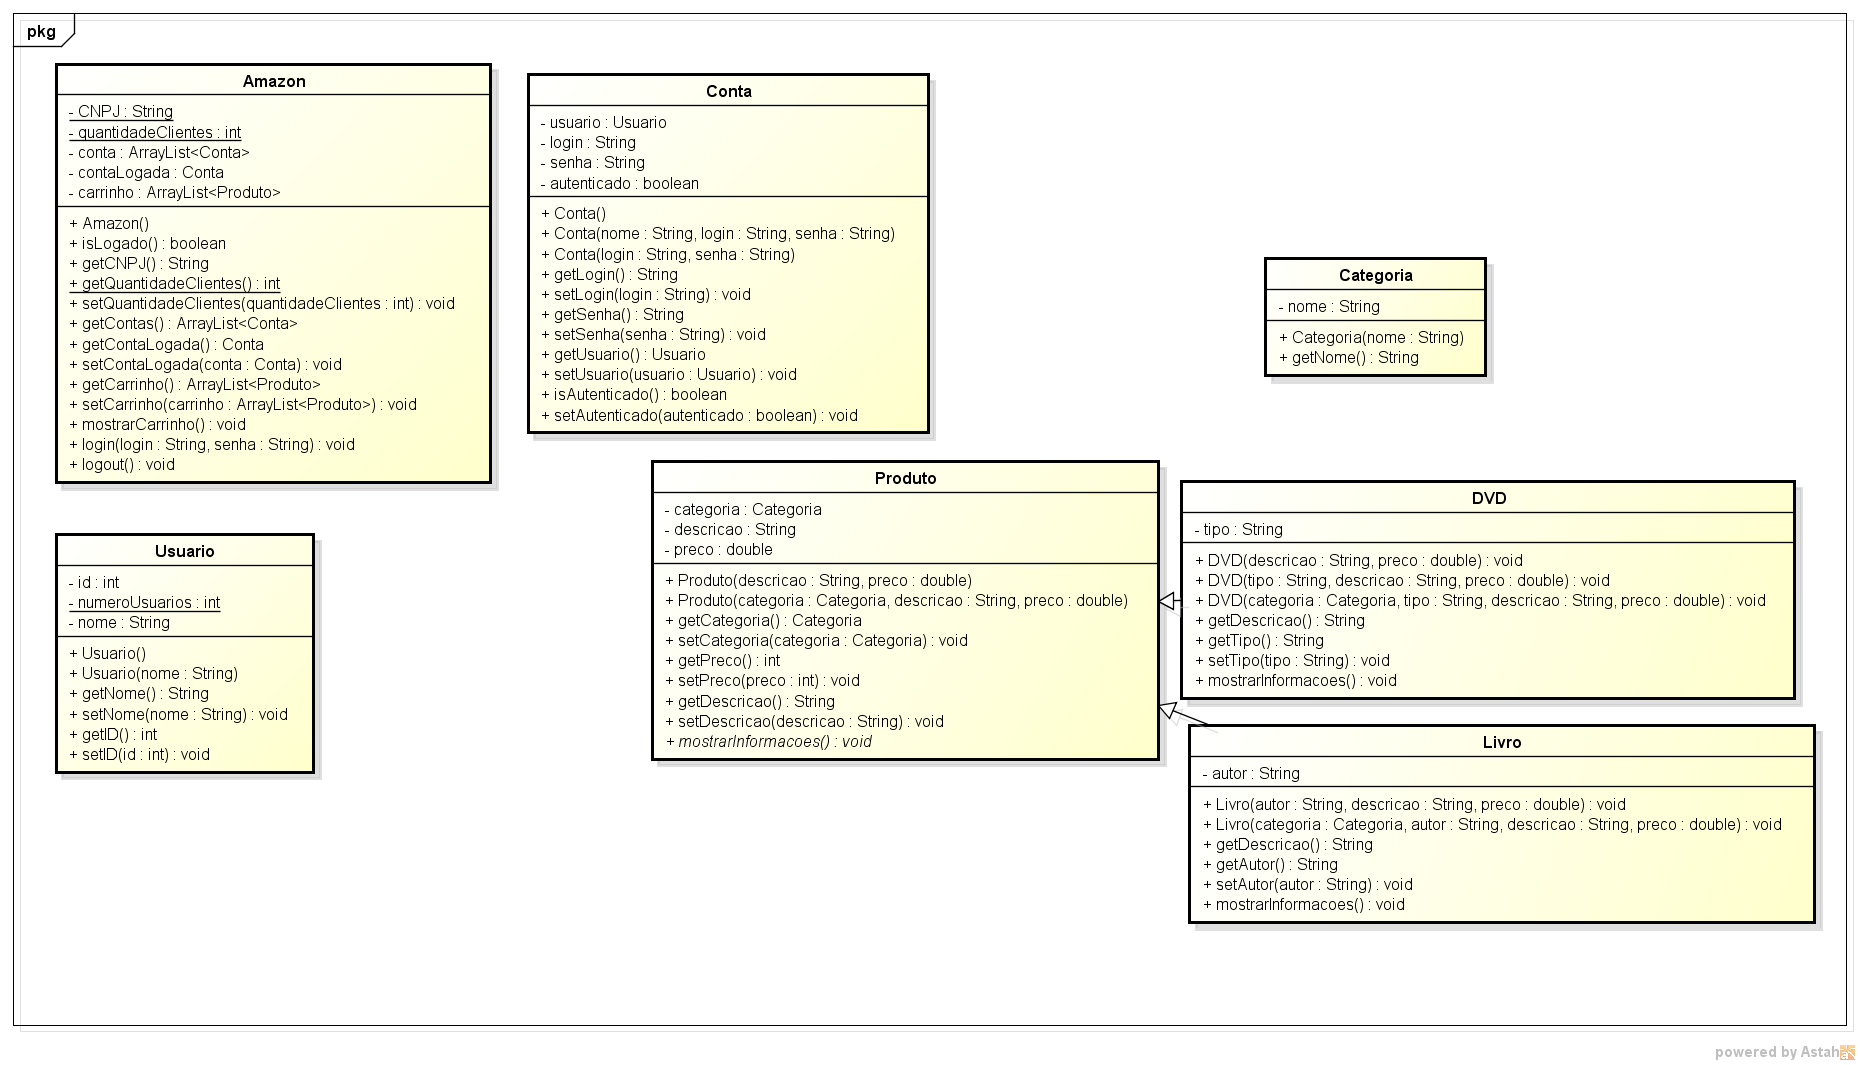 pkg
Amazon
- CNPJ : String
- quantidadeClientes : int
- conta : ArrayList<Conta>
- contaLogada : Conta
- carrinho : ArrayList<Produto>
+ Amazon()
+ isLogado() : boolean
+ getCNPJ() : String
+ getQuantidadeClientes() : int
+ setQuantidadeClientes(quantidadeClientes : int) : void
+ getContas() : ArrayList<Conta>
+ getContaLogada() : Conta
+ setContaLogada(conta : Conta) : void
+ getCarrinho() : ArrayList<Produto>
+ setCarrinho(carrinho : ArrayList<Produto>) : void
+ mostrarCarrinho() : void
+ login(login : String, senha : String) : void
+ logout() : void
Conta
- usuario : Usuario
- login : String
- senha : String
- autenticado : boolean
+ Conta()
+ Conta(nome : String, login : String, senha : String)
+ Conta(login : String, senha : String)
+ getLogin() : String
+ setLogin(login : String) : void
+ getSenha() : String
+ setSenha(senha : String) : void
+ getUsuario() : Usuario
+ setUsuario(usuario : Usuario) : void
+ isAutenticado() : boolean
+ setAutenticado(autenticado : boolean) : void
Categoria
- nome : String
+ Categoria(nome : String)
+ getNome() : String
Usuario
- id : int
- numeroUsuarios : int
- nome : String
+ Usuario()
+ Usuario(nome : String)
+ getNome() : String
+ setNome(nome : String) : void
+ getID() : int
+ setID(id : int) : void
Produto
- categoria : Categoria
- descricao : String
- preco : double
+ Produto(descricao : String, preco : double)
+ Produto(categoria : Categoria, descricao : String, preco : double)
+ getCategoria() : Categoria
+ setCategoria(categoria : Categoria) : void
+ getPreco() : int
+ setPreco(preco : int) : void
+ getDescricao() : String
+ setDescricao(descricao : String) : void
+ mostrarInformacoes() : void
DVD
- tipo : String
+ DVD(descricao : String, preco : double) : void
+ DVD(tipo : String, descricao : String, preco : double) : void
+ DVD(categoria : Categoria, tipo : String, descricao : String, preco : double) : void
+ getDescricao() : String
+ getTipo() : String
+ setTipo(tipo : String) : void
+ mostrarInformacoes() : void
Livro
- autor : String
+ Livro(autor : String, descricao : String, preco : double) : void
+ Livro(categoria : Categoria, autor : String, descricao : String, preco : double) : void
+ getDescricao() : String
+ getAutor() : String
+ setAutor(autor : String) : void
+ mostrarInformacoes() : void
powered by Astah